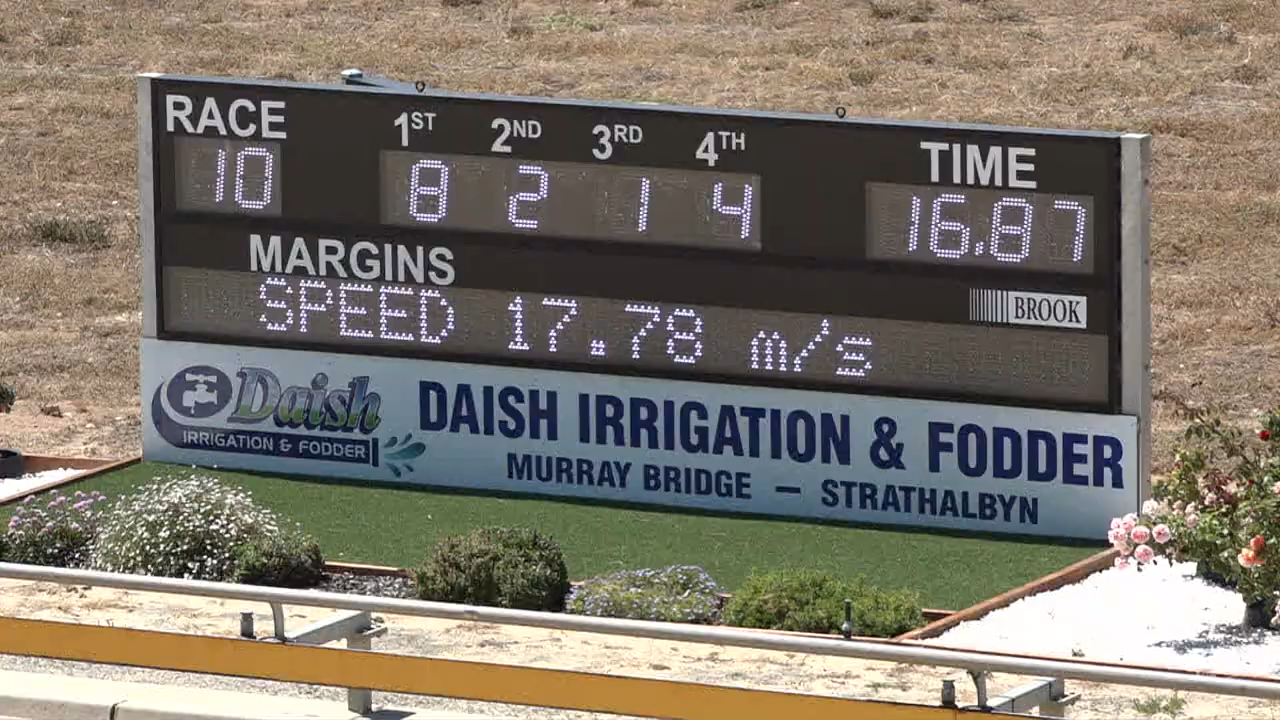 RACE 1ST 2ND 3RD 4TH TIME
10 8 2 1 4 16.87
MARGINS
BROOK
SPEED 17.78 m/s
Daish
IRRIGATION & FODDER
DAISH IRRIGATION & FODDER
MURRAY BRIDGE – STRATHALBYN